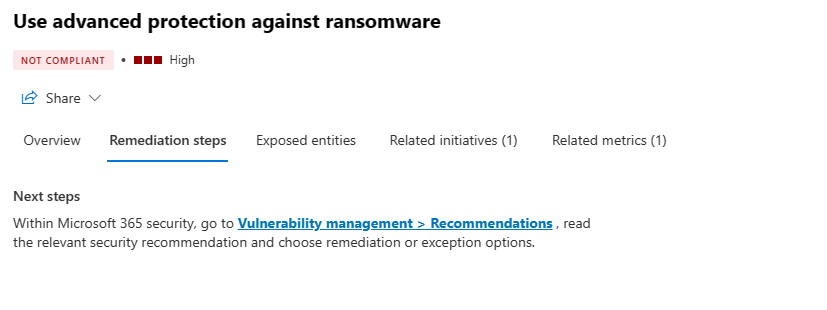 Use advanced protection against ransomware
NOT COMPLIANT • High
Share
Overview Remediation steps Exposed entities Related initiatives (1) Related metrics (1)
Next steps
Within Microsoft 365 security, go to Vulnerability management > Recommendations , read
the relevant security recommendation and choose remediation or exception options.